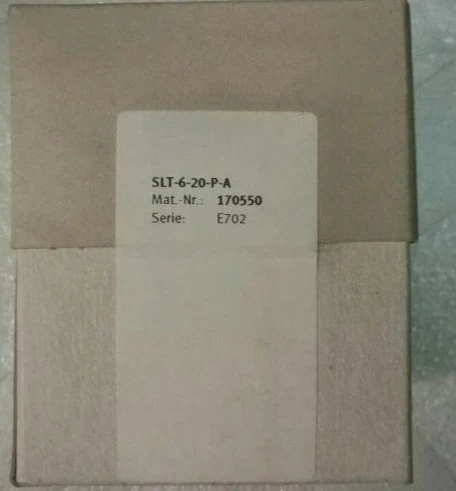 SLT-6-20-P-A
Mat.-Nr.: 170550
Serie: E702